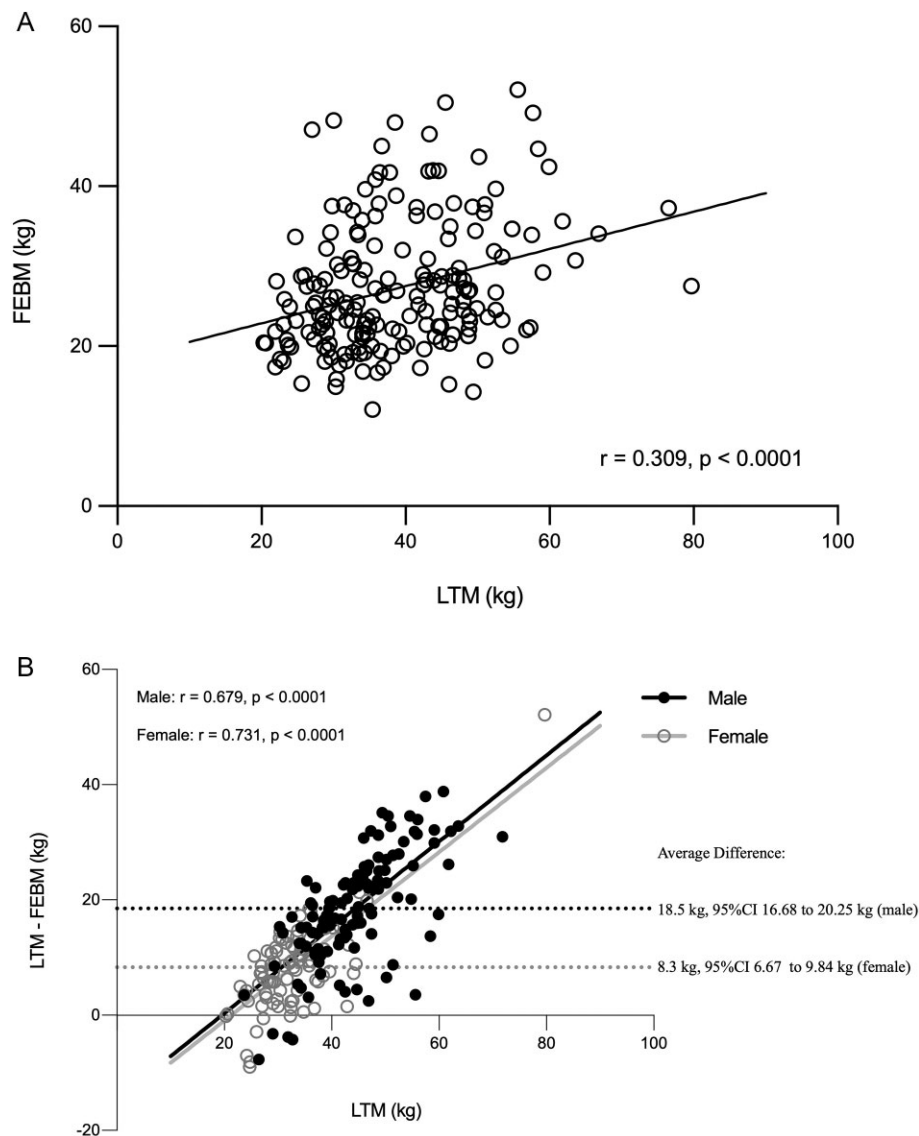 A
60
40
20
0
FEBM (kg)
r = 0.309, p < 0.0001
0 20 40 60 80 100
LTM (kg)
B
60
40
20
0
-20
LTM - FEBM (kg)
Male: r = 0.679, p < 0.0001
Female: r = 0.731, p < 0.0001
Male
Female
Average Difference:
18.5 kg, 95%CI 16.68 to 20.25 kg (male)
8.3 kg, 95%CI 6.67 to 9.84 kg (female)
20 40 60 80 100
LTM (kg)